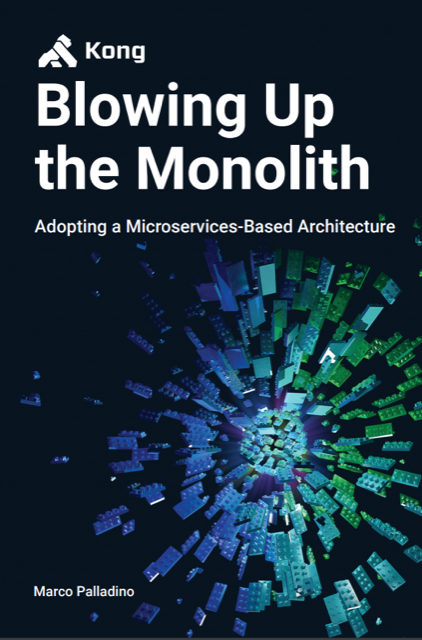 Kong
Blowing Up
the Monolith
Adopting a Microservices-Based Architecture
Marco Palladino